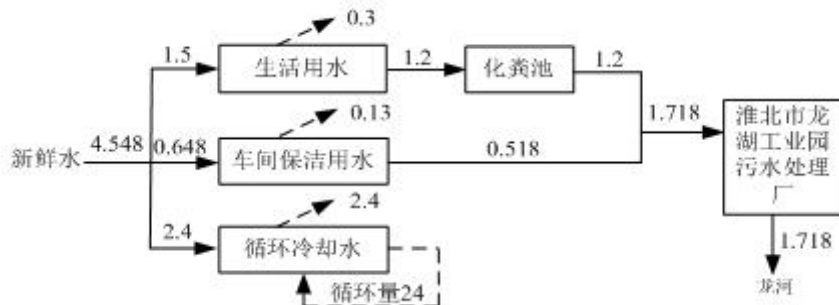 0.3
1.5
生活用水
1.2
化粪池
1.2
0.13
1.718
淮北市龙
湖工业园
污水处理
厂
新鲜水
4.548
0.648
车间保洁用水
0.518
2.4
2.4
循环冷却水
循环量24
1.718
龙河